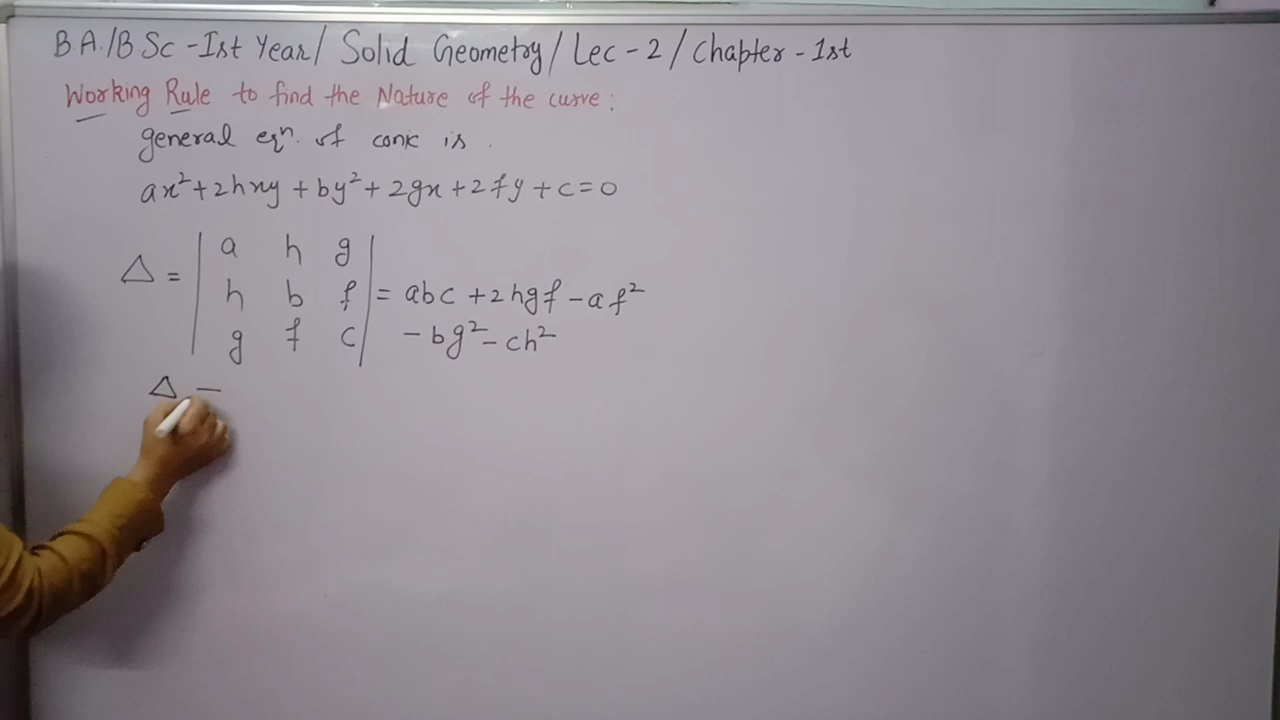 B.A./B.Sc - Ist Year/ Solid Geometry/ Lec - 2 / Chapter - 1st
Working Rule to find the Nature of the curve :
general eqn. of conic is .
ax² + 2hxy + by² + 2gx + 2fy + c = 0
a h g
Δ = | h b f | = abc + 2hgf - af²
g f c - bg² - ch²
Δ —